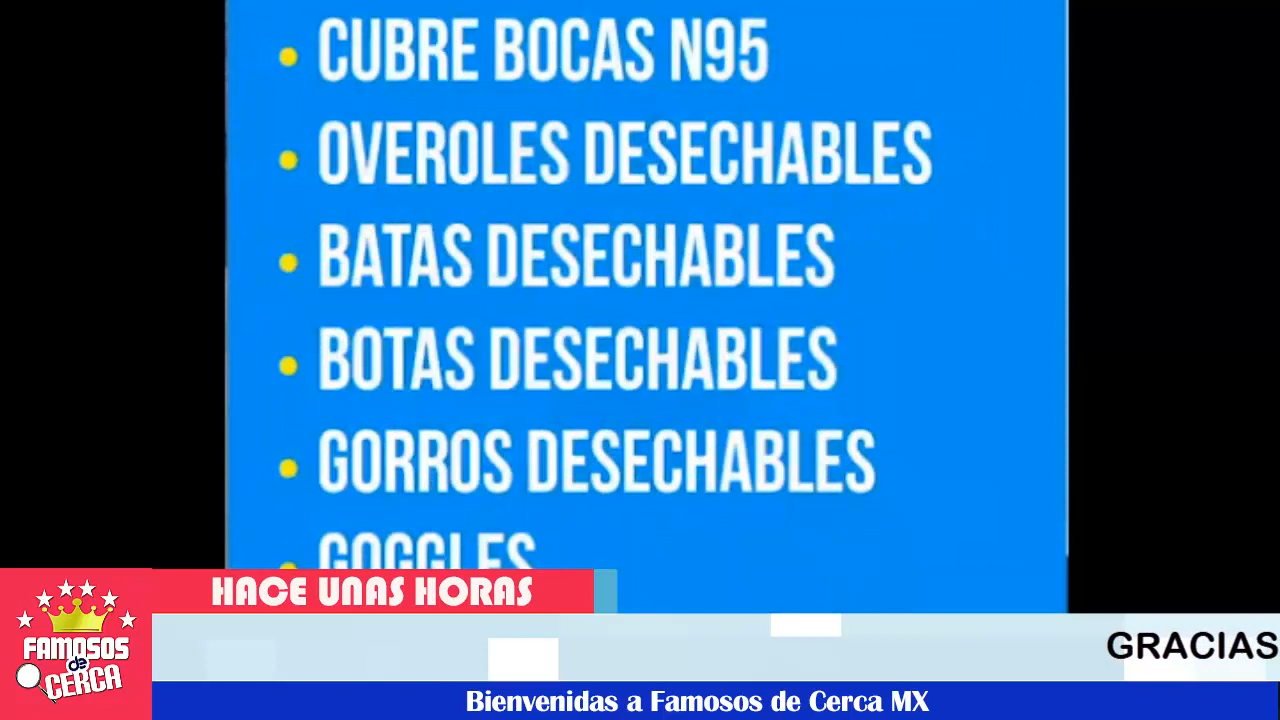 CUBRE BOCAS N95
OVEROLES DESECHABLES
BATAS DESECHABLES
BOTAS DESECHABLES
GORROS DESECHABLES
GOGGLES
HACE UNAS HORAS
FAMOSOS
de
CERCA
GRACIAS
Bienvenidas a Famosos de Cerca MX